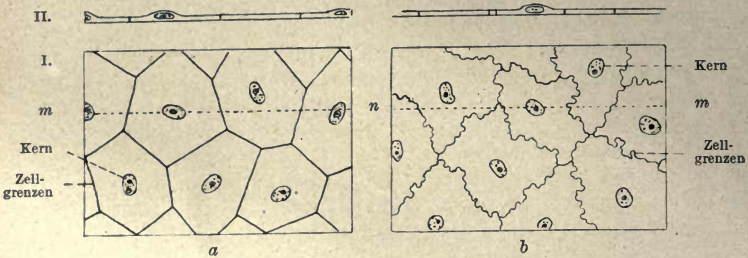 II.
I.
m
n
m
Kern
Kern
Zell-
grenzen
Zell-
grenzen
a
b